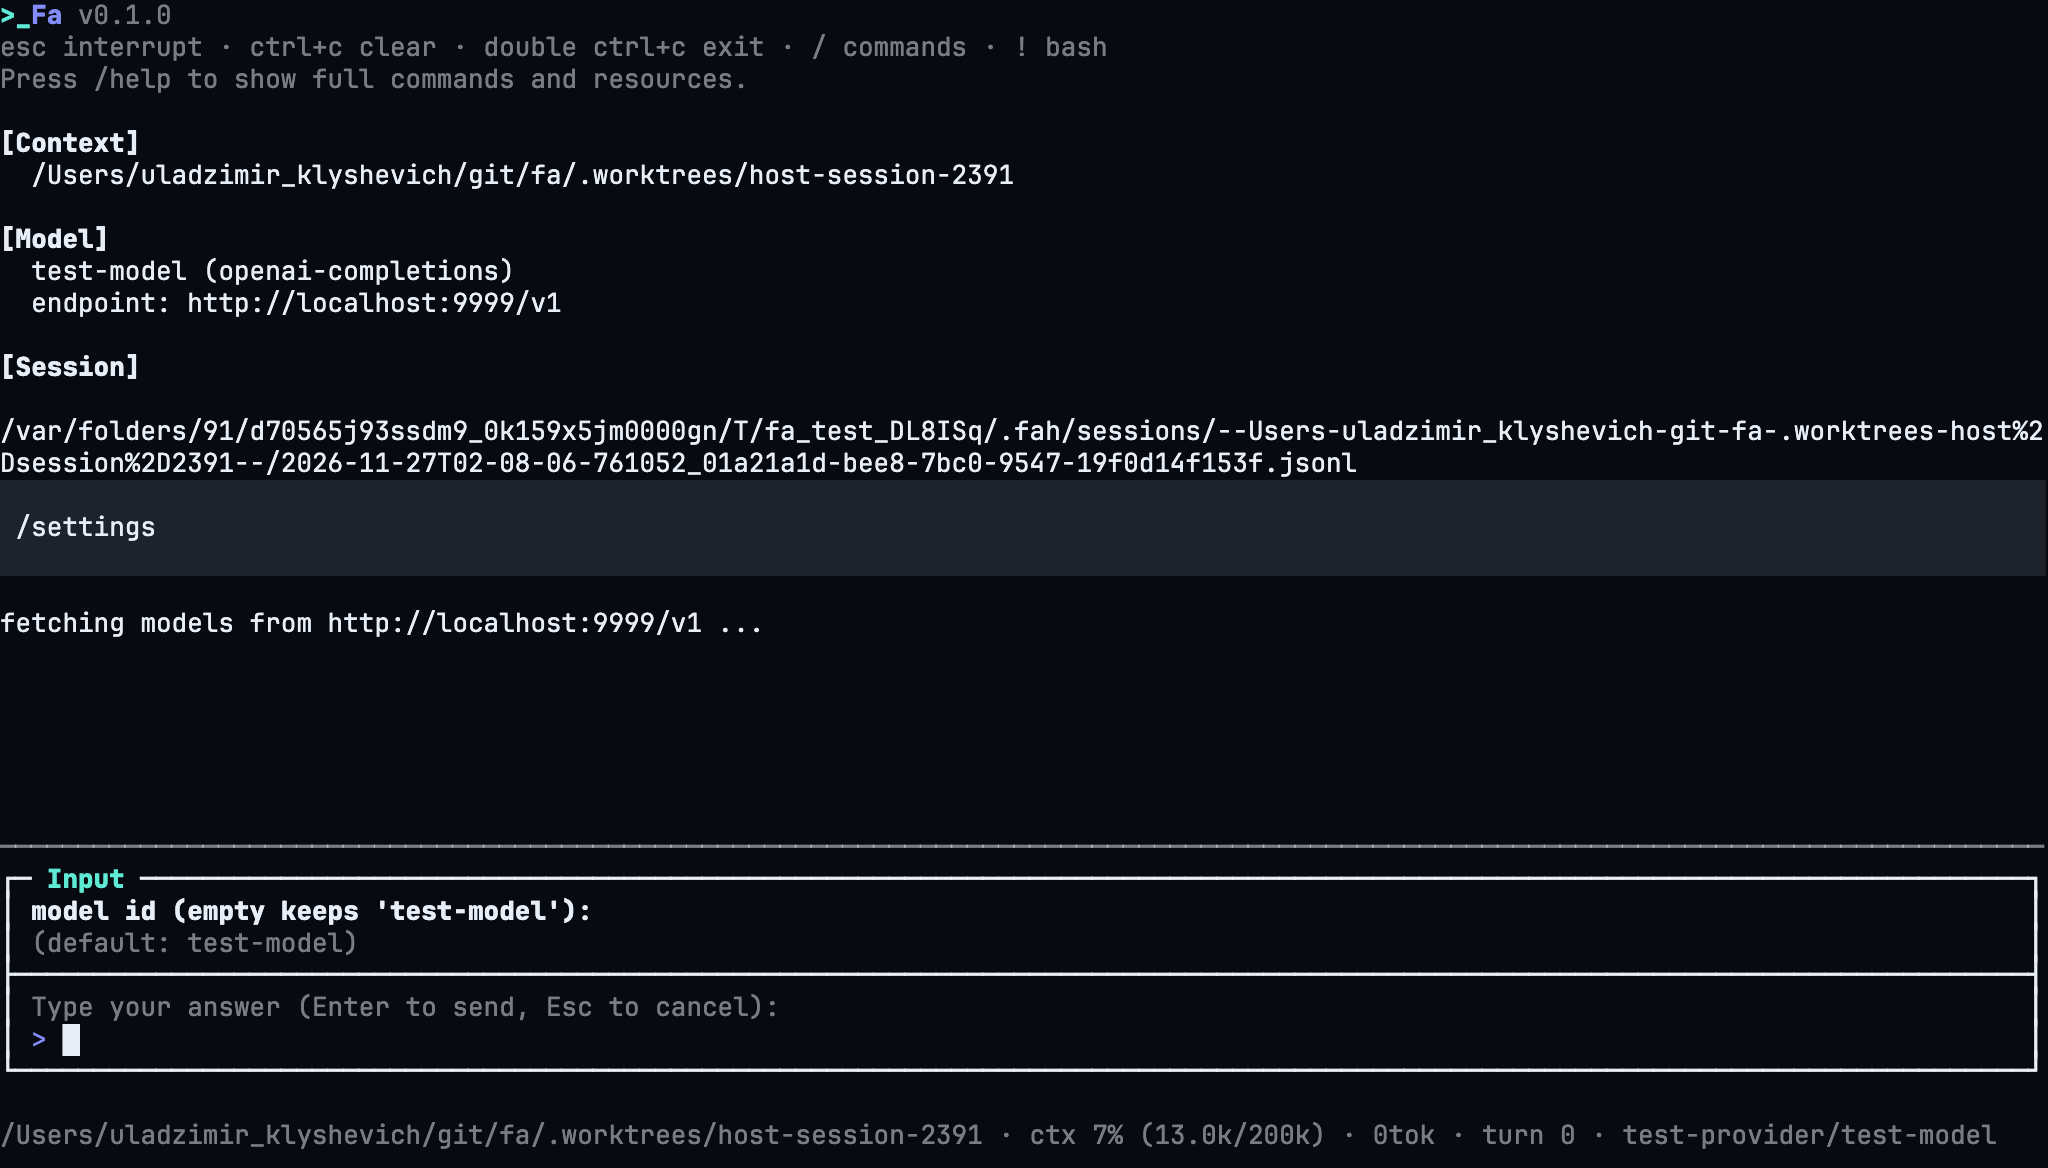 >_Fa v0.1.0
esc interrupt · ctrl+c clear · double ctrl+c exit · / commands · ! bash
Press /help to show full commands and resources.
[Context]
/Users/uladzimir_klyshevich/git/fa/.worktrees/host-session-2391
[Model]
test-model (openai-completions)
endpoint: http://localhost:9999/v1
[Session]
/var/folders/91/d70565j93ssdm9_0k159x5jm0000gn/T/fa_test_DL8ISq/.fah/sessions/--Users-uladzimir_klyshevich-git-fa-.worktrees-host%2
Dsession%2D2391--/2026-11-27T02-08-06-761052_01a21a1d-bee8-7bc0-9547-19f0d14f153f.jsonl
/settings
fetching models from http://localhost:9999/v1 ...
Input
model id (empty keeps 'test-model'):
(default: test-model)
Type your answer (Enter to send, Esc to cancel):
>
/Users/uladzimir_klyshevich/git/fa/.worktrees/host-session-2391 · ctx 7% (13.0k/200k) · 0tok · turn 0 · test-provider/test-model